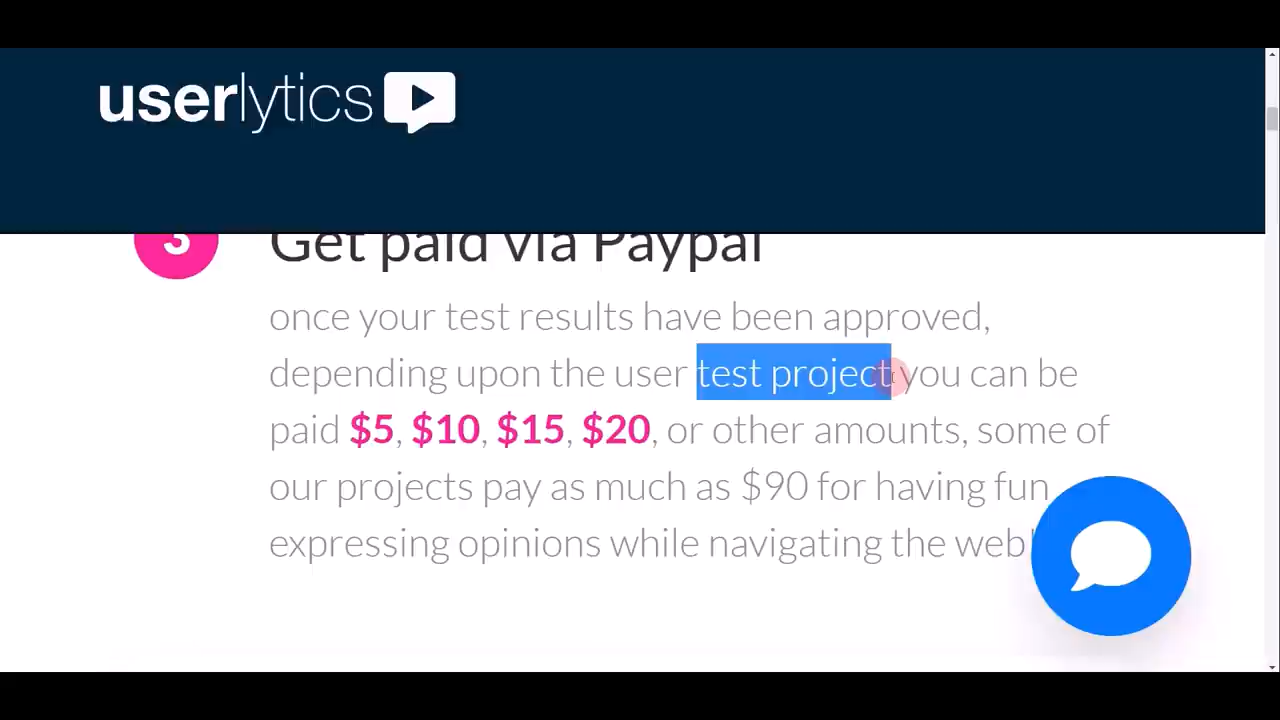 userlytics
3 Get paid via Paypal
once your test results have been approved,
depending upon the user test project you can be
paid $5, $10, $15, $20, or other amounts, some of
our projects pay as much as $90 for having fun
expressing opinions while navigating the web!